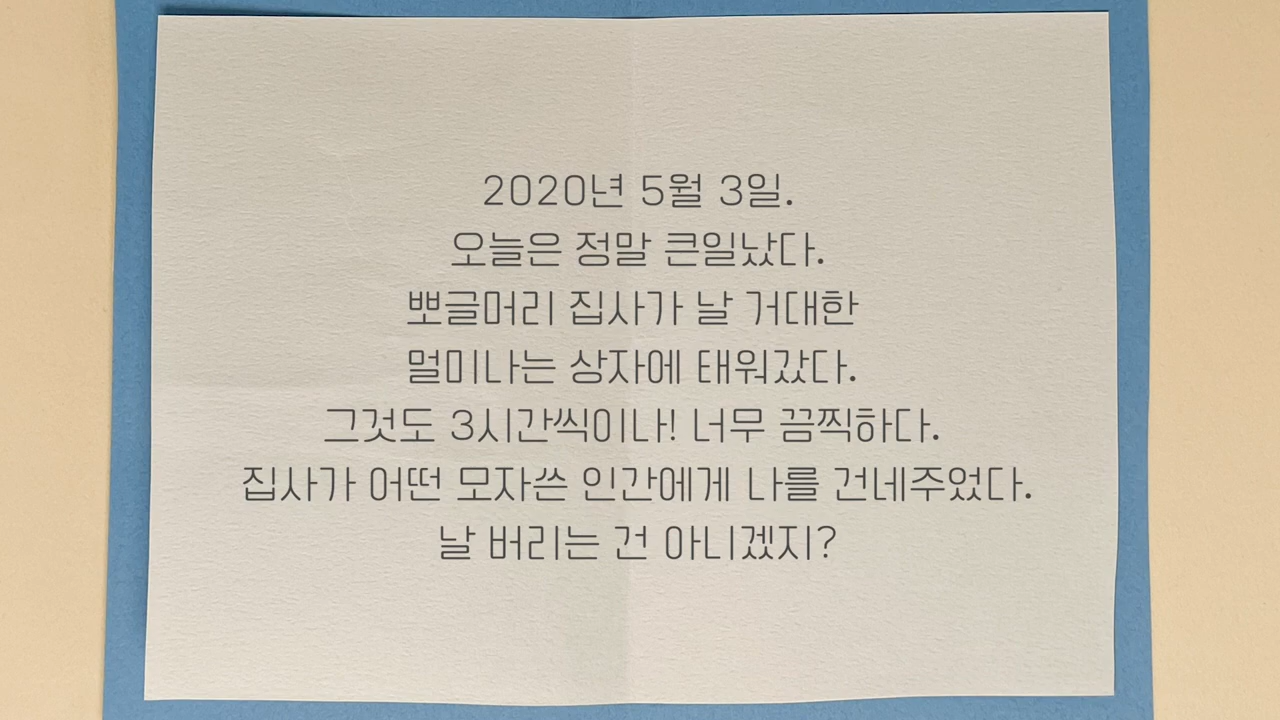 2020년 5월 3일.
오늘은 정말 큰일났다.
뽀글머리 집사가 날 거대한
멀미나는 상자에 태워갔다.
그것도 3시간씩이나! 너무 끔찍하다.
집사가 어떤 모자쓴 인간에게 나를 건네주었다.
날 버리는 건 아니겠지?